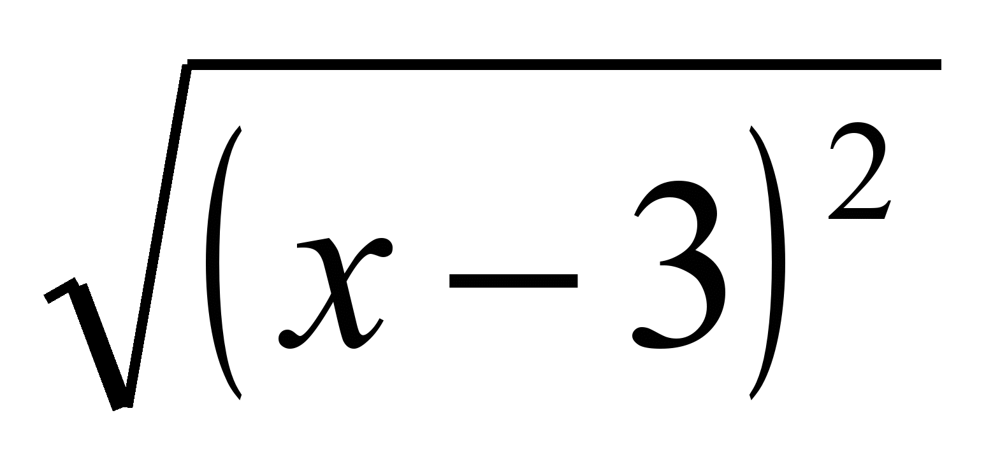 √(x − 3)²